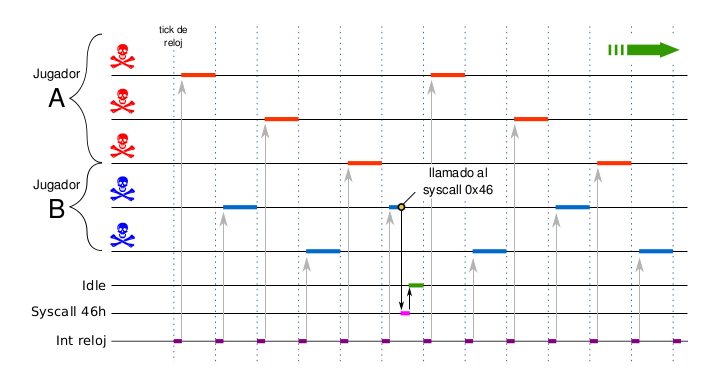 tick de
reloj
Jugador
A
Jugador
B
llamado al
syscall 0x46
Idle
Syscall 46h
Int reloj